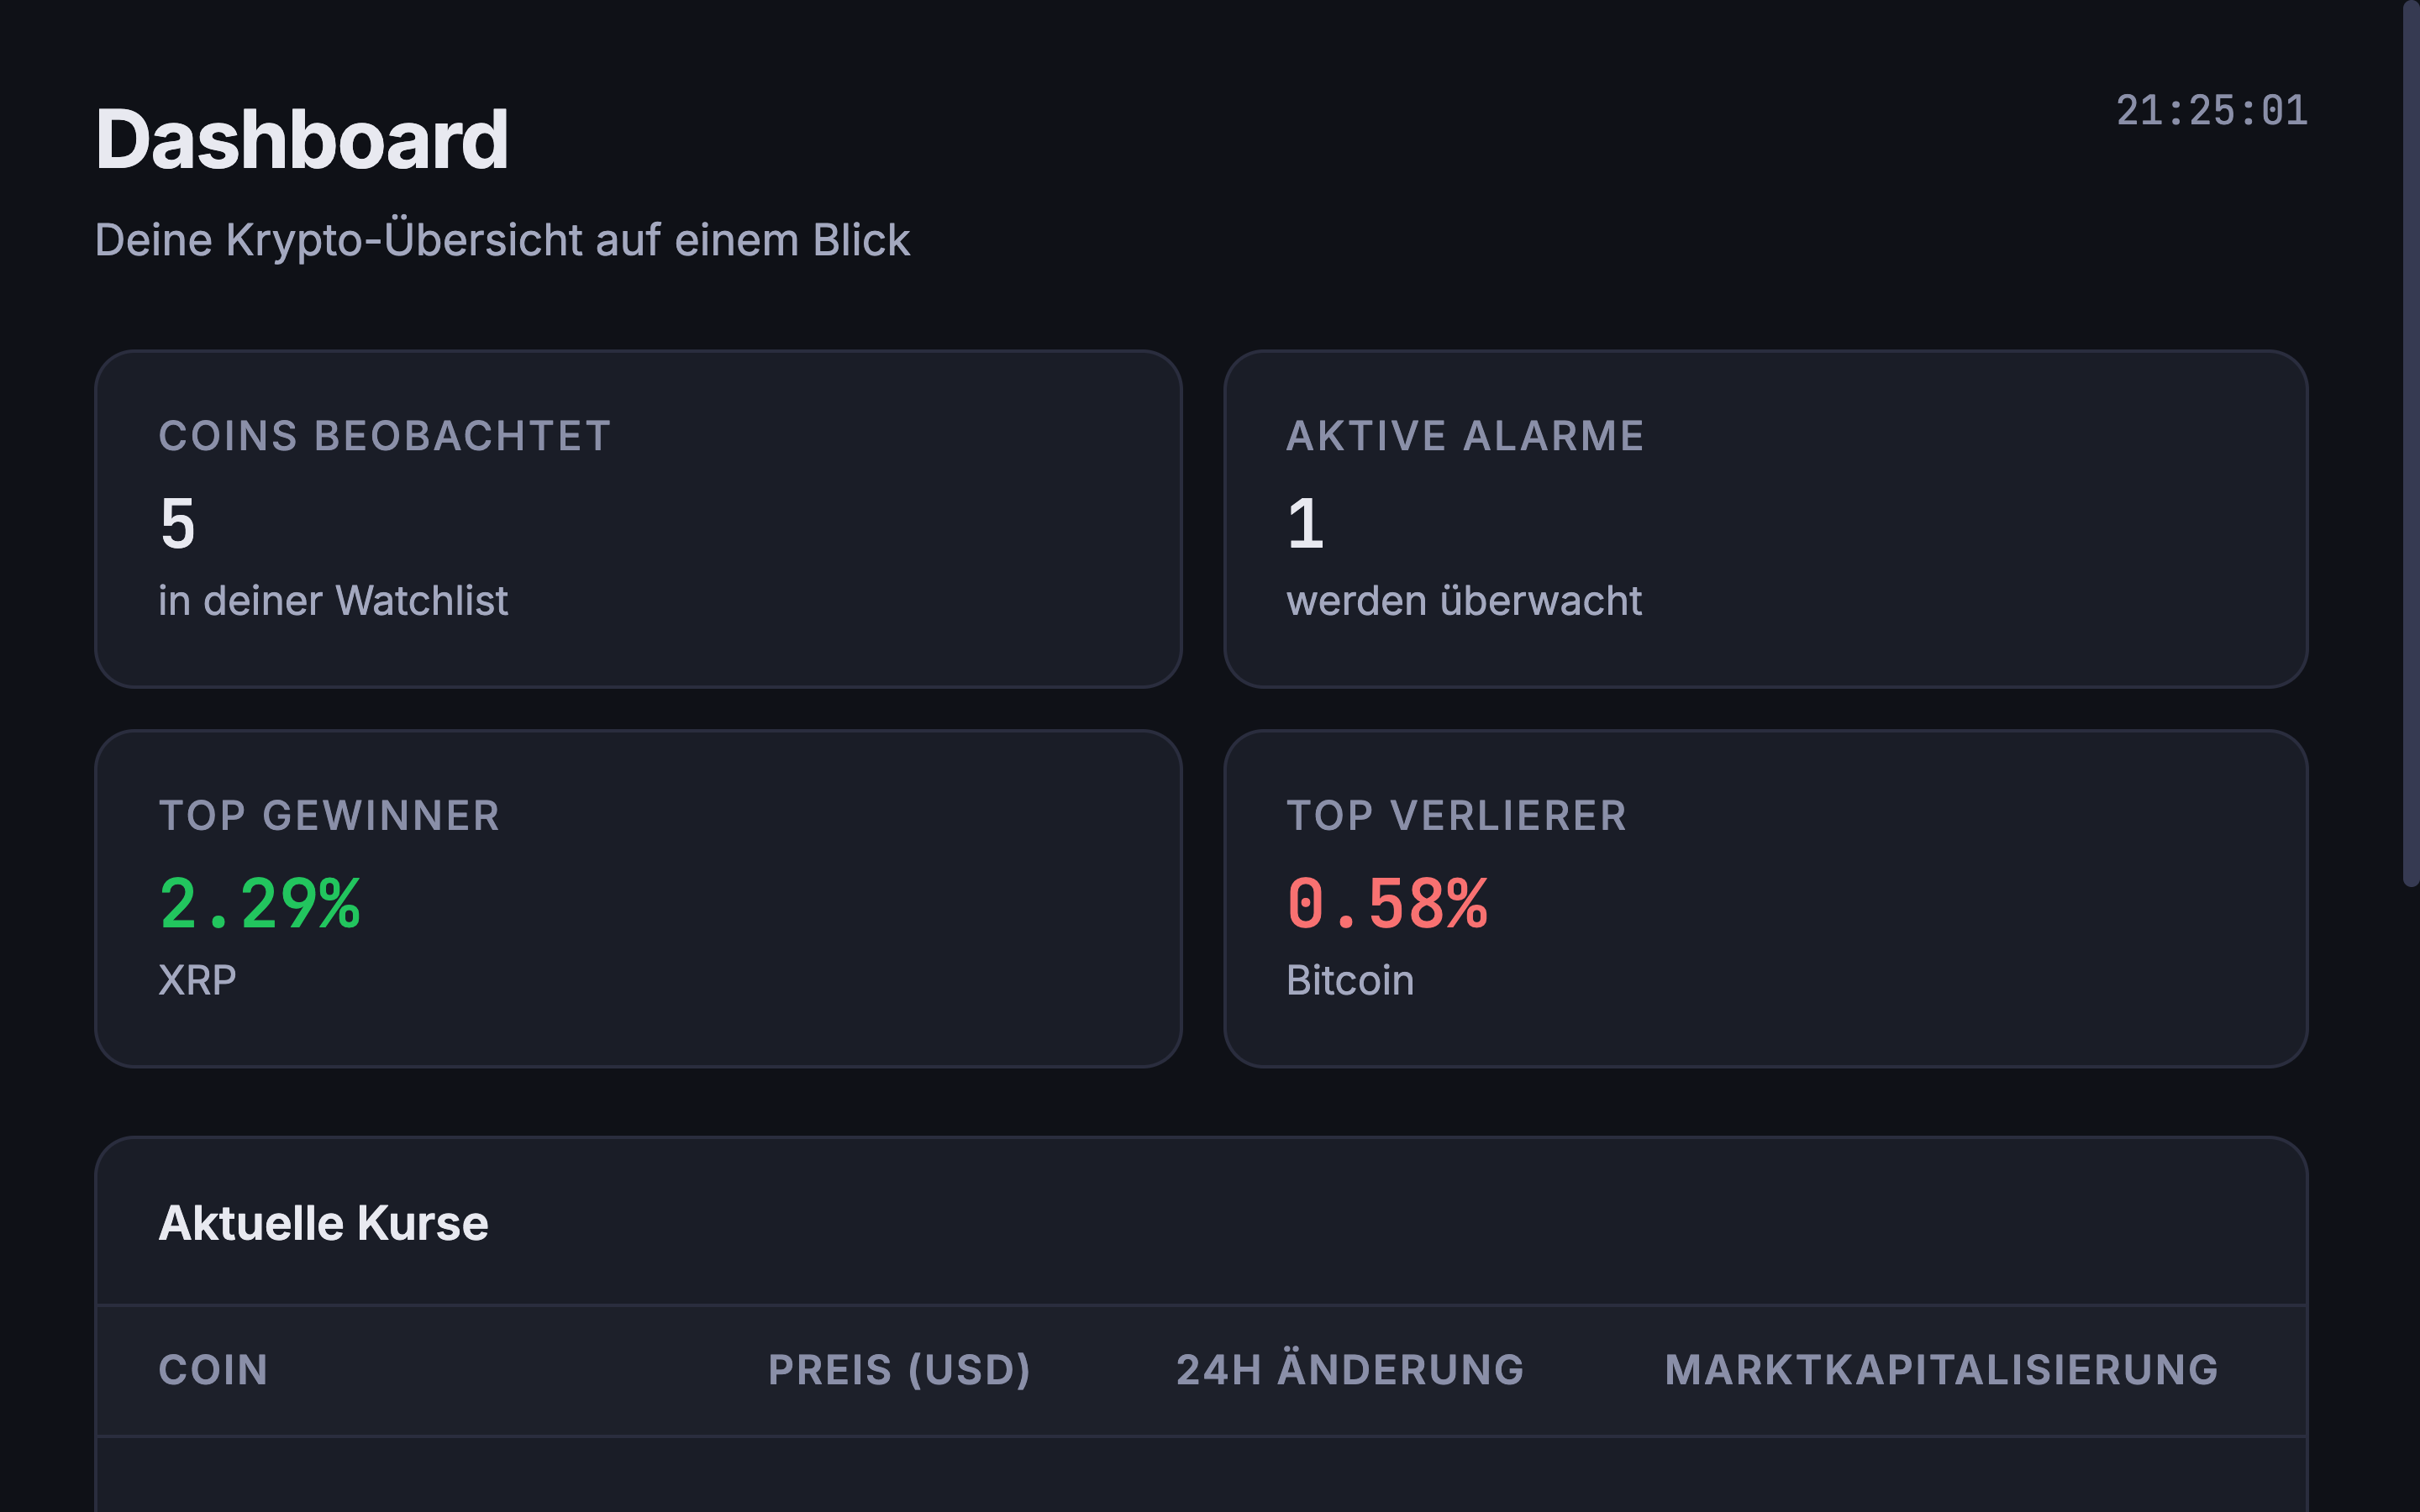 Dashboard
21:25:01
Deine Krypto-Übersicht auf einem Blick
COINS BEOBACHTET
5
in deiner Watchlist
AKTIVE ALARME
1
werden überwacht
TOP GEWINNER
2.29%
XRP
TOP VERLIERER
0.58%
Bitcoin
Aktuelle Kurse
COIN PREIS (USD) 24H ÄNDERUNG MARKTKAPITALISIERUNG